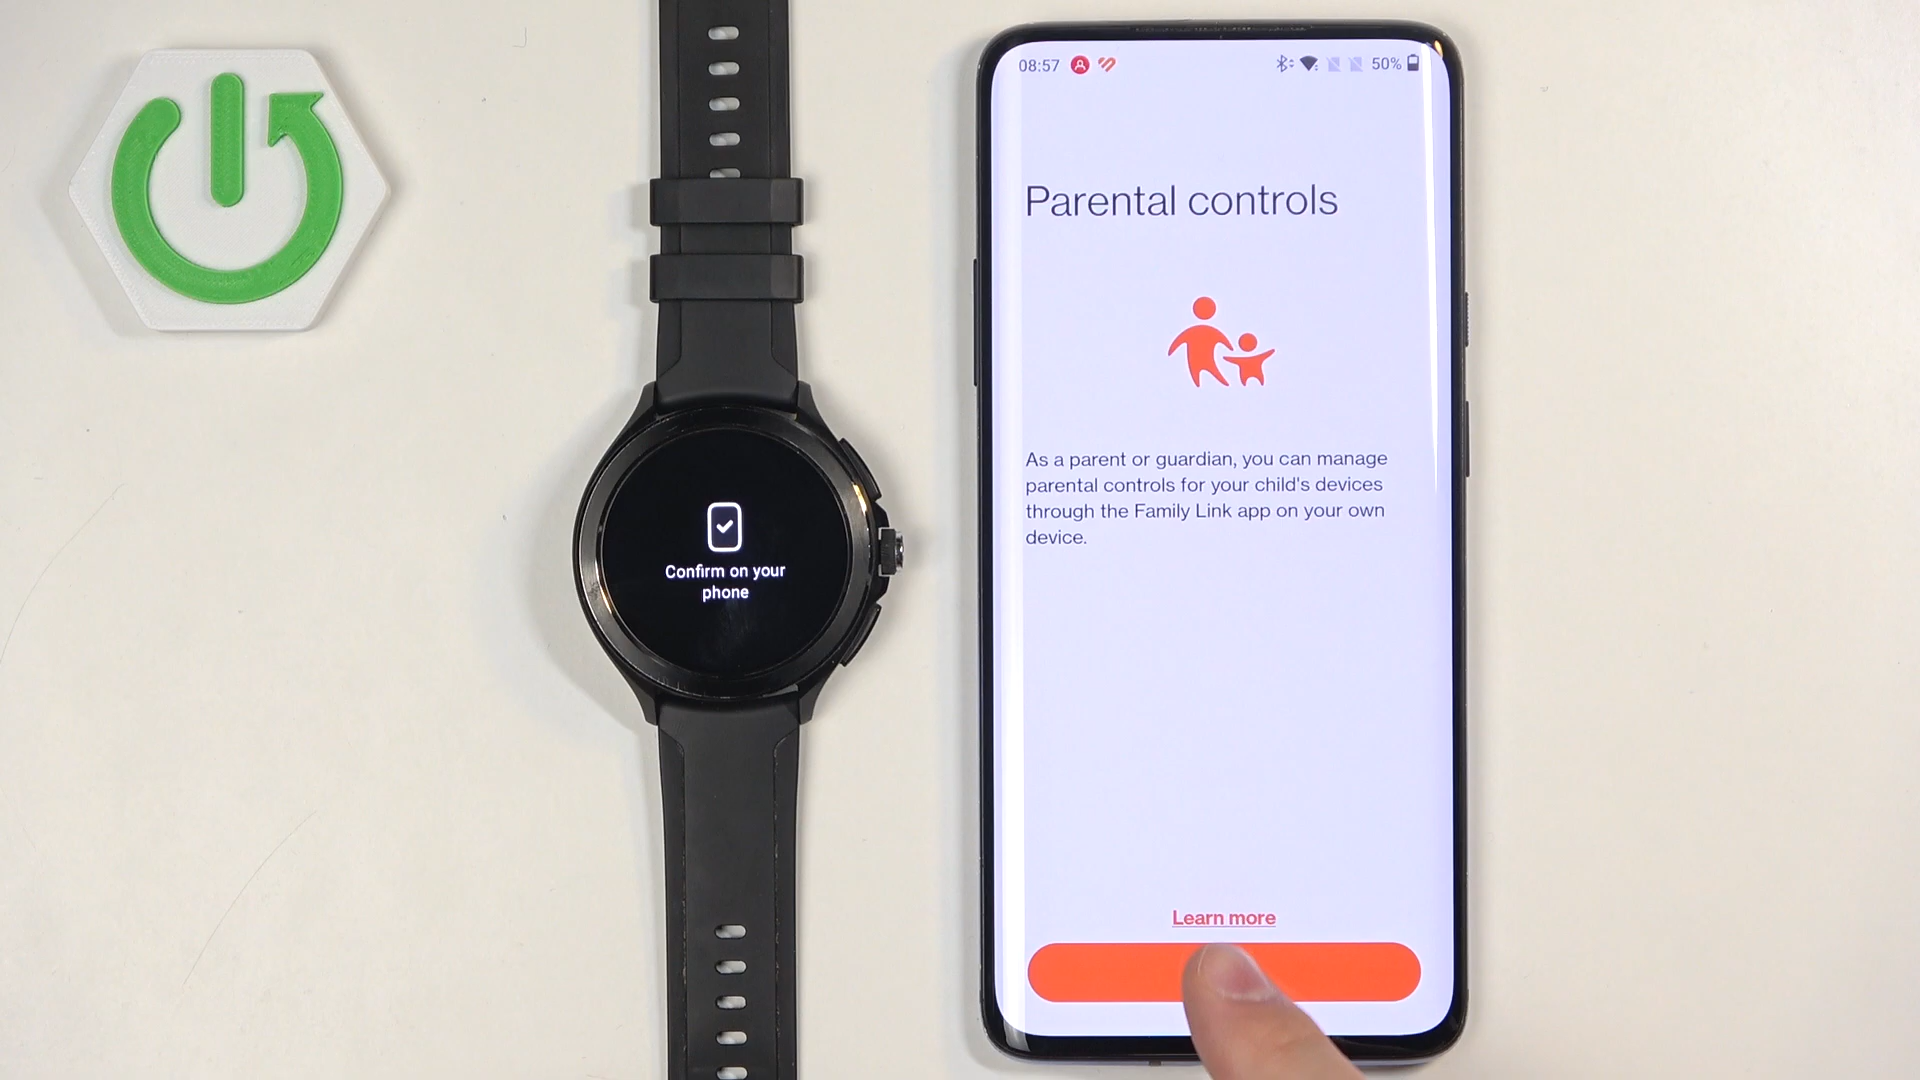 08:57
50%
Parental controls
As a parent or guardian, you can manage
parental controls for your child's devices
through the Family Link app on your own
device.
Learn more
Confirm on your
phone